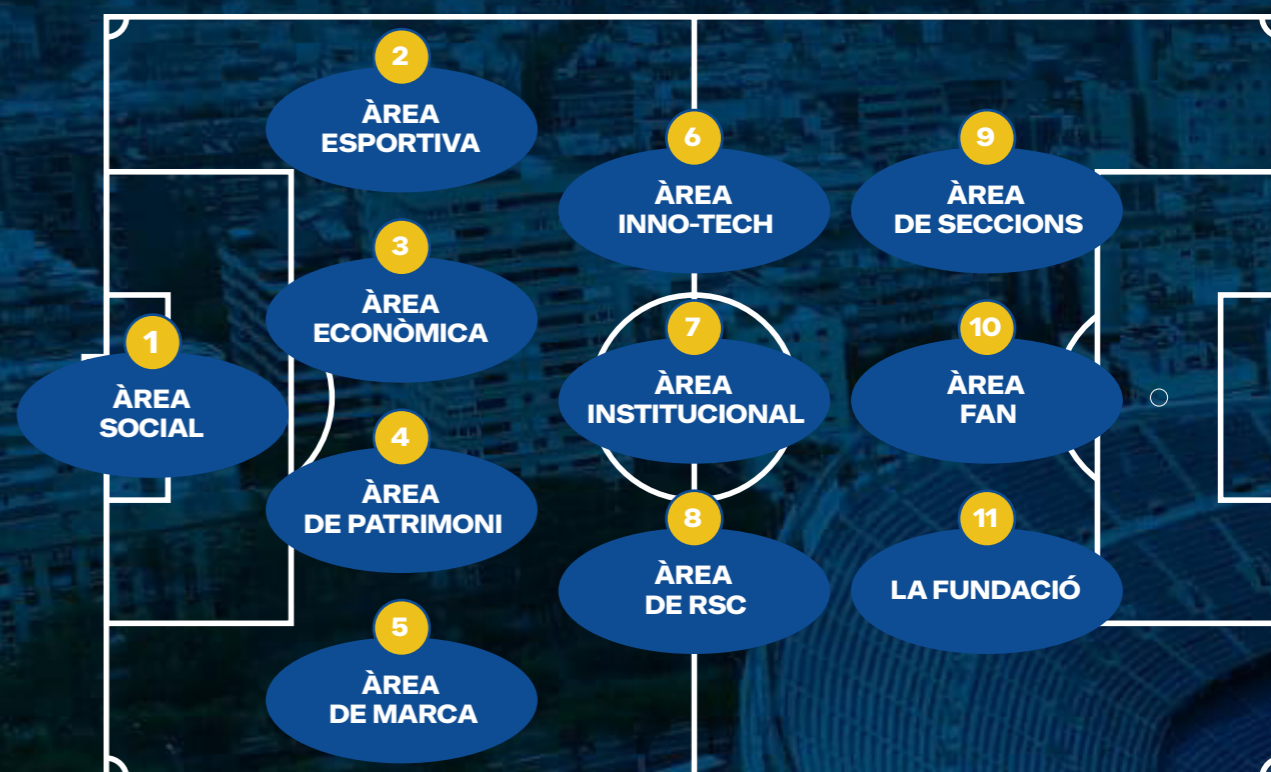 1
ÀREA
SOCIAL
2
ÀREA
ESPORTIVA
3
ÀREA
ECONÒMICA
4
ÀREA
DE PATRIMONI
5
ÀREA
DE MARCA
6
ÀREA
INNO-TECH
7
ÀREA
INSTITUCIONAL
8
ÀREA
DE RSC
9
ÀREA
DE SECCIONS
10
ÀREA
FAN
11
LA FUNDACIÓ